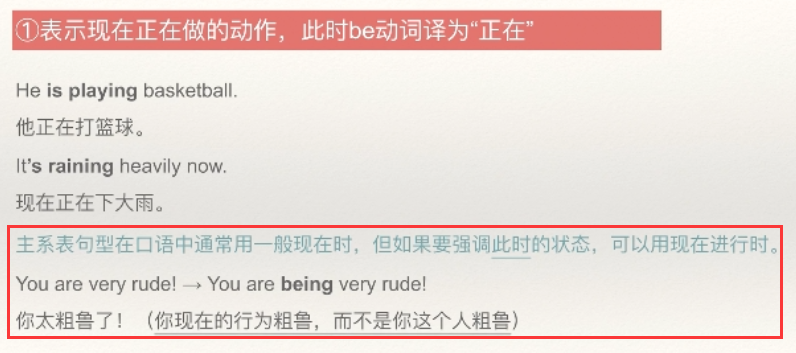 ①表示现在正在做的动作，此时be动词译为“正在”
He is playing basketball.
他正在打篮球。
It's raining heavily now.
现在正在下大雨。
主系表句型在口语中通常用一般现在时，但如果要强调此时的状态，可以用现在进行时。
You are very rude! → You are being very rude!
你太粗鲁了！（你现在的行为粗鲁，而不是你这个人粗鲁）